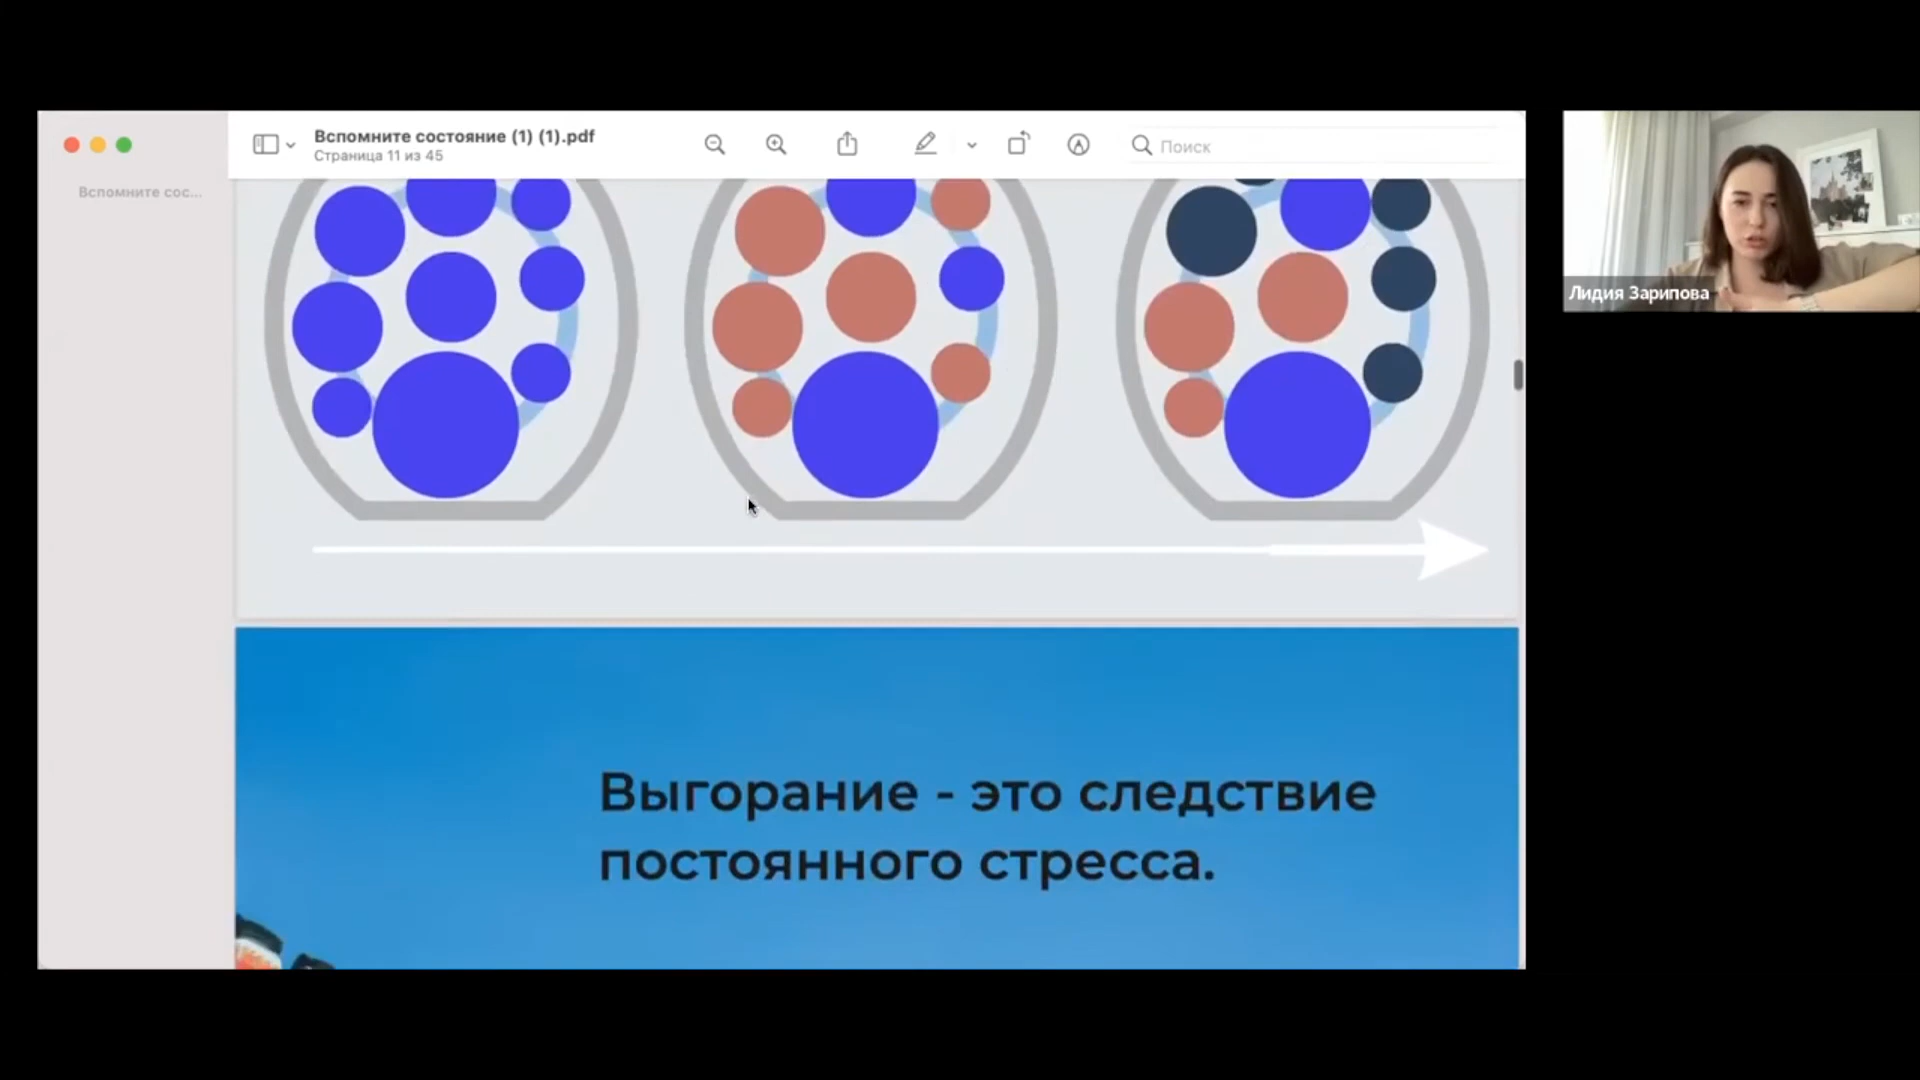 Вспомните состояние (1) (1).pdf
Страница 11 из 45
Поиск
Вспомните сос...
Лидия Зарипова
Выгорание - это следствие
постоянного стресса.